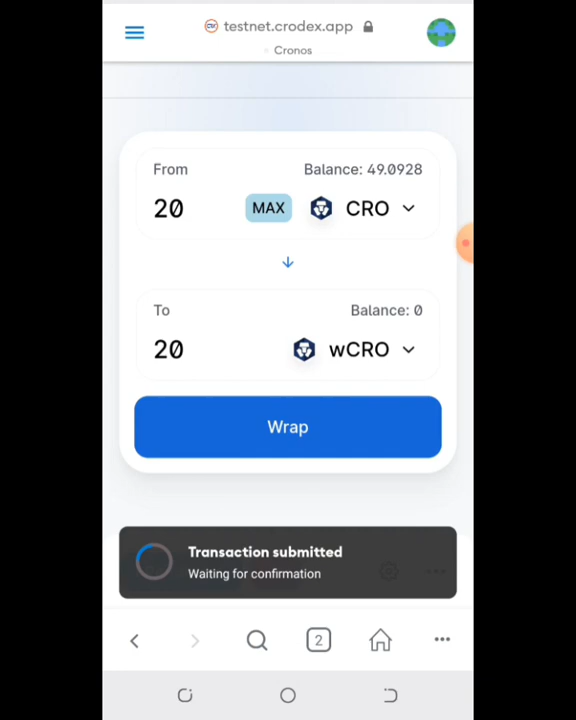 testnet.crodex.app
Cronos
From
Balance: 49.0928
20
MAX
CRO
To
Balance: 0
20
wCRO
Wrap
Transaction submitted
Waiting for confirmation
2